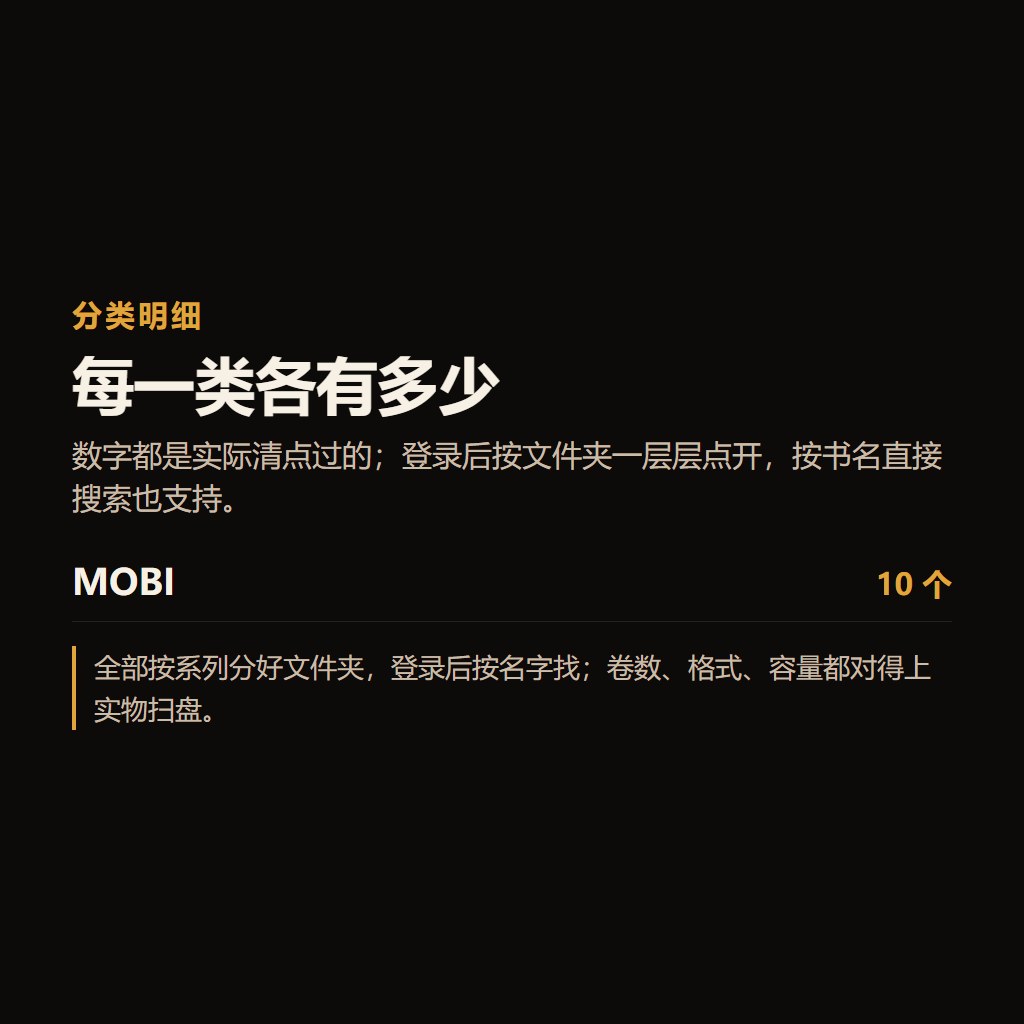 分类明细
每一类各有多少
数字都是实际清点过的；登录后按文件夹一层层点开，按书名直接
搜索也支持。
MOBI 10 个
全部按系列分好文件夹，登录后按名字找；卷数、格式、容量都对得上
实物扫盘。